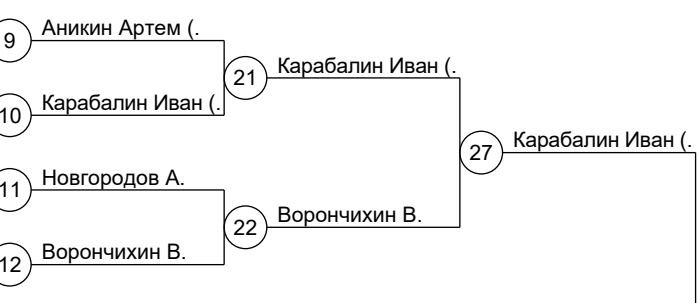 9 Аникин Артем (.
21 Карабалин Иван (.
10 Карабалин Иван (.
27 Карабалин Иван (.
11 Новгородов А.
22 Ворончихин В.
12 Ворончихин В.